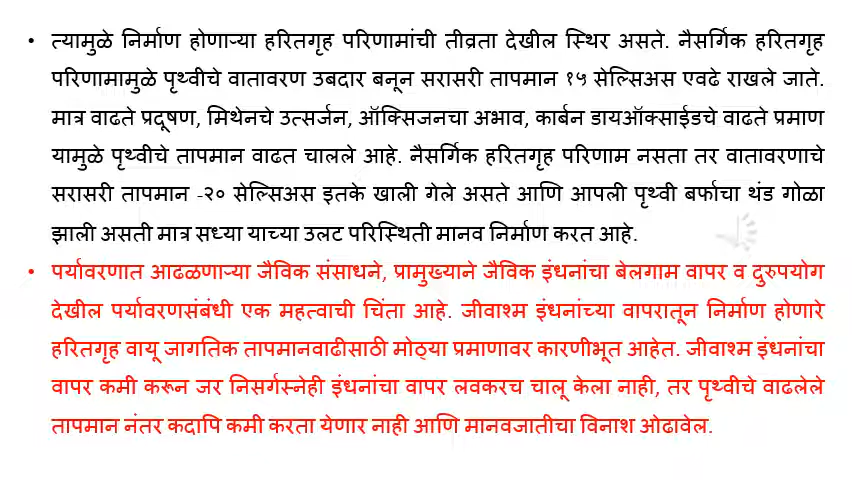 • त्यामुळे निर्माण होणाऱ्या हरितगृह परिणामांची तीव्रता देखील स्थिर असते. नैसर्गिक हरितगृह
परिणामामुळे पृथ्वीचे वातावरण उबदार बनून सरासरी तापमान १५ सेल्सिअस एवढे राखले जाते.
मात्र वाढते प्रदूषण, मिथेनचे उत्सर्जन, ऑक्सिजनचा अभाव, कार्बन डायऑक्साईडचे वाढते प्रमाण
यामुळे पृथ्वीचे तापमान वाढत चालले आहे. नैसर्गिक हरितगृह परिणाम नसता तर वातावरणाचे
सरासरी तापमान -२० सेल्सिअस इतके खाली गेले असते आणि आपली पृथ्वी बर्फाचा थंड गोळा
झाली असती मात्र सध्या याच्या उलट परिस्थिती मानव निर्माण करत आहे.
• पर्यावरणात आढळणाऱ्या जैविक संसाधने, प्रामुख्याने जैविक इंधनांचा बेलगाम वापर व दुरुपयोग
देखील पर्यावरणसंबंधी एक महत्वाची चिंता आहे. जीवाश्म इंधनांच्या वापरातून निर्माण होणारे
हरितगृह वायू जागतिक तापमानवाढीसाठी मोठ्या प्रमाणावर कारणीभूत आहेत. जीवाश्म इंधनांचा
वापर कमी करून जर निसर्गस्नेही इंधनांचा वापर लवकरच चालू केला नाही, तर पृथ्वीचे वाढलेले
तापमान नंतर कदापि कमी करता येणार नाही आणि मानवजातीचा विनाश ओढावेल.